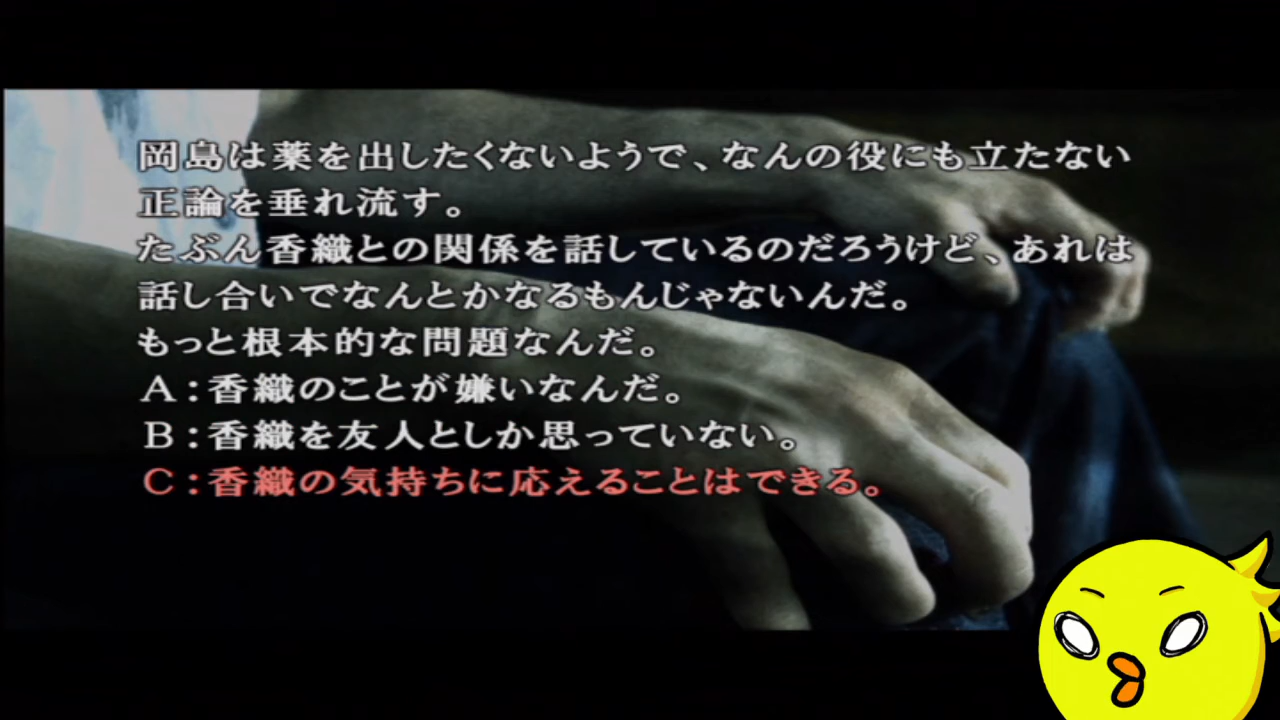 岡島は薬を出したくないようで、なんの役にも立たない
正論を垂れ流す。
たぶん香織との関係を話しているのだろうけど、あれは
話し合いでなんとかなるもんじゃないんだ。
もっと根本的な問題なんだ。
A：香織のことが嫌いなんだ。
B：香織を友人としか思っていない。
C：香織の気持ちに応えることはできる。